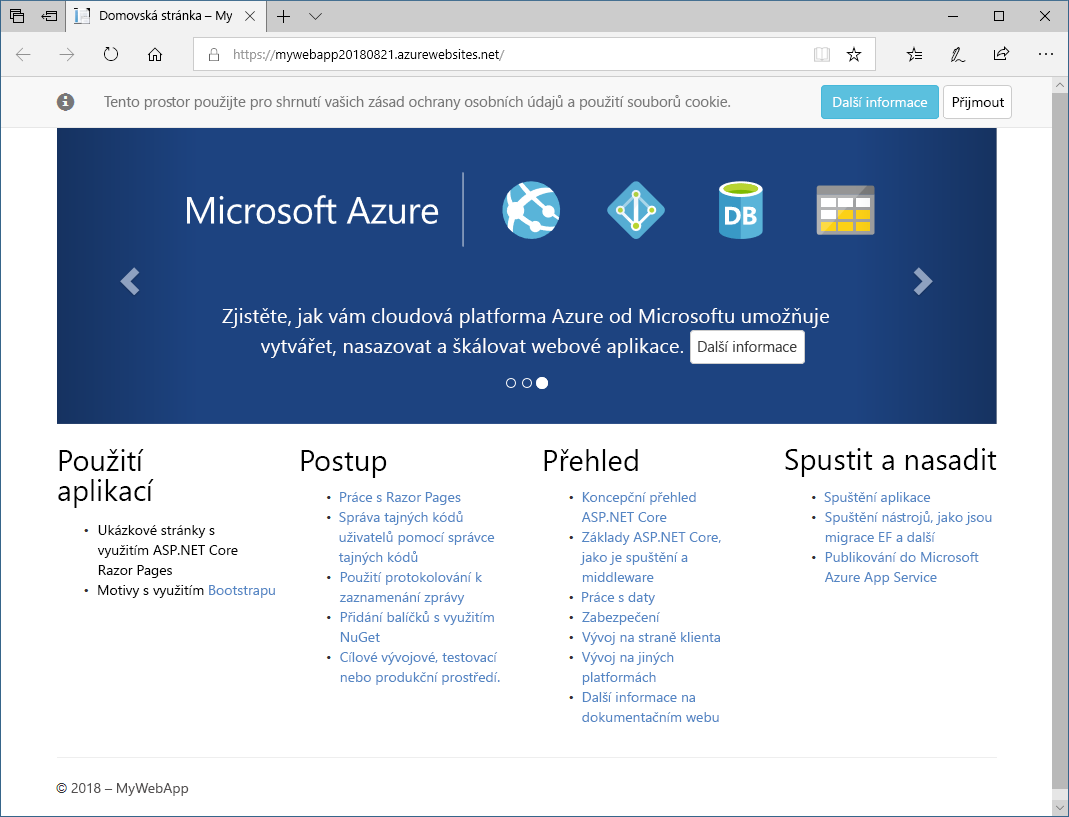 Domovská stránka – My
https://mywebapp20180821.azurewebsites.net/
Tento prostor použijte pro shrnutí vašich zásad ochrany osobních údajů a použití souborů cookie.
Další informace
Přijmout
Microsoft Azure
DB
Zjistěte, jak vám cloudová platforma Azure od Microsoftu umožňuje
vytvářet, nasazovat a škálovat webové aplikace.
Další informace
Použití
aplikací
• Ukázkové stránky s
využitím ASP.NET Core
Razor Pages
• Motivy s využitím Bootstrapu
Postup
• Práce s Razor Pages
• Správa tajných kódů
uživatelů pomocí správce
tajných kódů
• Použití protokolování k
zaznamenání zprávy
• Přidání balíčků s využitím
NuGet
• Cílové vývojové, testovací
nebo produkční prostředí.
Přehled
• Koncepční přehled
ASP.NET Core
• Základy ASP.NET Core,
jako je spuštění a
middleware
• Práce s daty
• Zabezpečení
• Vývoj na straně klienta
• Vývoj na jiných
platformách
• Další informace na
dokumentačním webu
Spustit a nasadit
• Spuštění aplikace
• Spuštění nástrojů, jako jsou
migrace EF a další
• Publikování do Microsoft
Azure App Service
© 2018 – MyWebApp